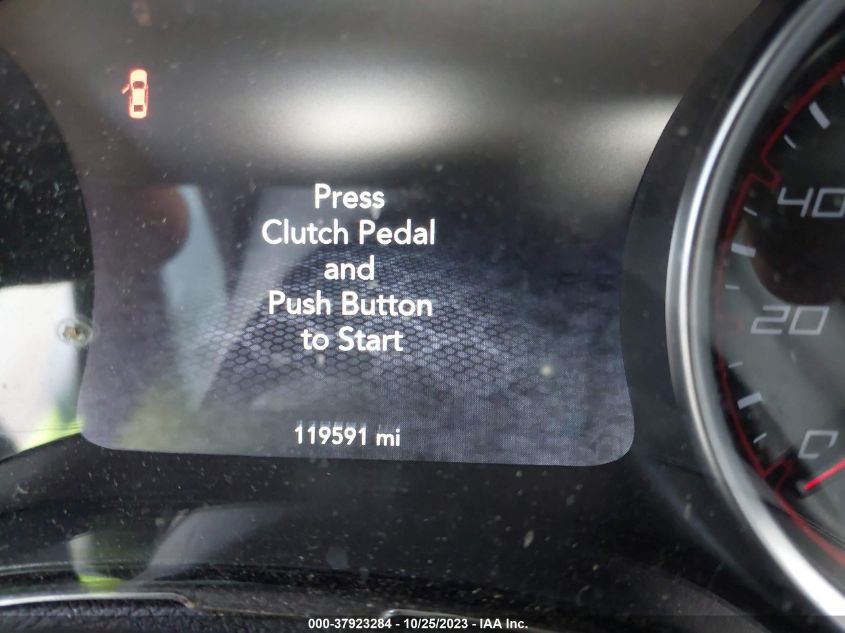 Press
Clutch Pedal
and
Push Button
to Start
119591 mi
40
20
0
000-37923284 - 10/25/2023 - IAA Inc.